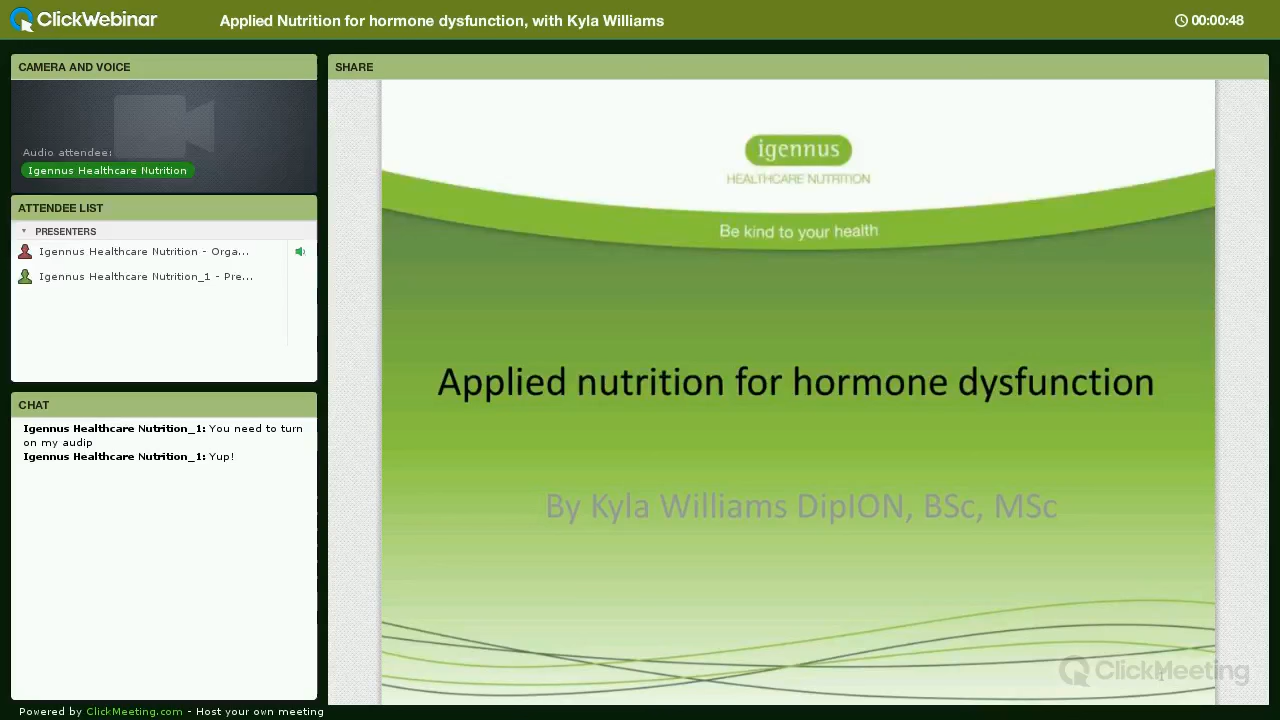 ClickWebinar
Applied Nutrition for hormone dysfunction, with Kyla Williams
00:00:48
CAMERA AND VOICE
Audio attendee:
Igennus Healthcare Nutrition
ATTENDEE LIST
PRESENTERS
Igennus Healthcare Nutrition - Orga...
Igennus Healthcare Nutrition_1 - Pre...
CHAT
Igennus Healthcare Nutrition_1: You need to turn
on my audip
Igennus Healthcare Nutrition_1: Yup!
SHARE
igennus
HEALTHCARE NUTRITION
Be kind to your health
Applied nutrition for hormone dysfunction
By Kyla Williams DipION, BSc, MSc
ClickMeeting
Powered by ClickMeeting.com - Host your own meeting